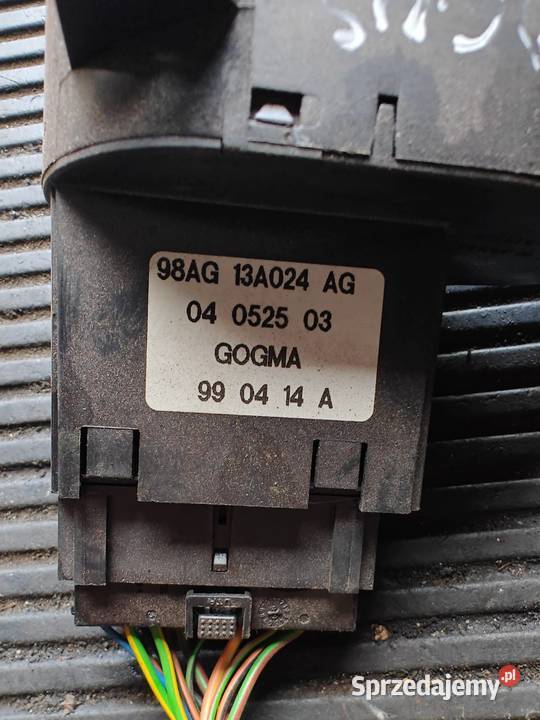 98AG 13A024 AG
04 0525 03
GOGMA
99 04 14 A
Sprzedajemy.pl